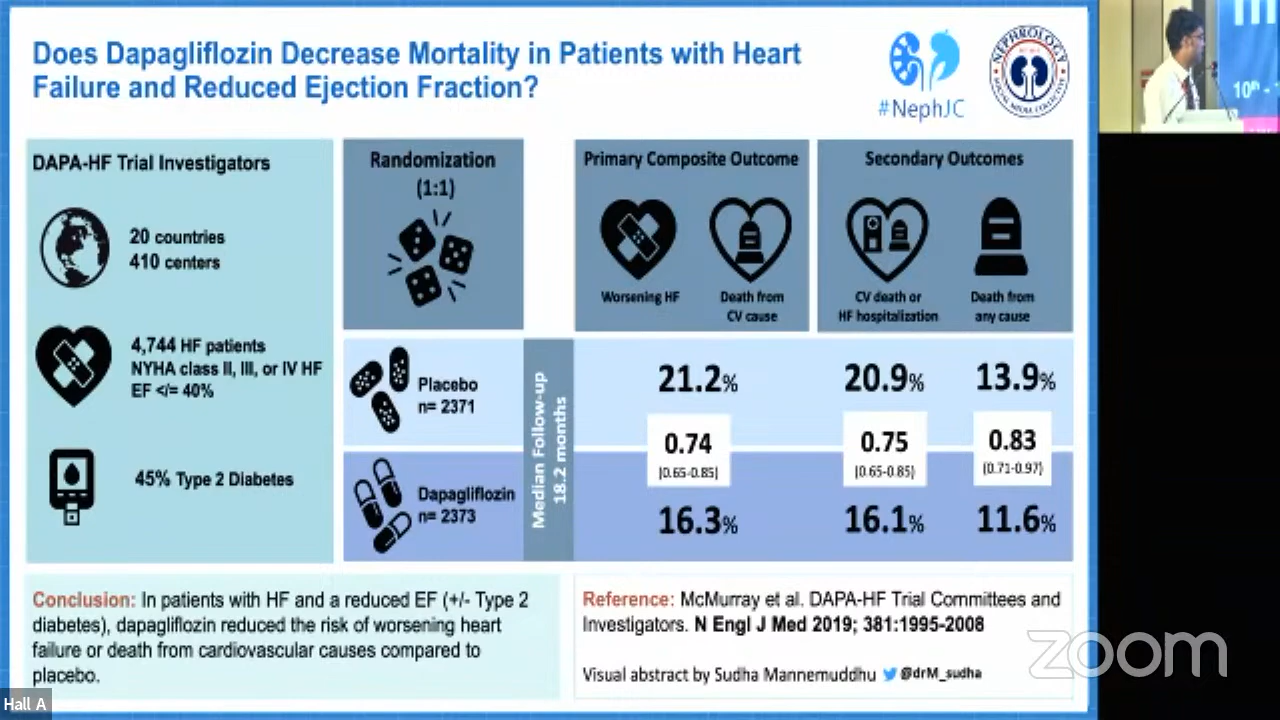 Does Dapagliflozin Decrease Mortality in Patients with Heart
Failure and Reduced Ejection Fraction?
#NephJC
NEPHROLOGY
SOCIAL MEDIA COLLECTIVE
DAPA-HF Trial Investigators
20 countries
410 centers
4,744 HF patients
NYHA class II, III, or IV HF
EF </= 40%
45% Type 2 Diabetes
Randomization
(1:1)
Placebo
n= 2371
Dapagliflozin
n= 2373
Median Follow-up
18.2 months
Primary Composite Outcome
Worsening HF
Death from
CV cause
Secondary Outcomes
CV death or
HF hospitalization
Death from
any cause
21.2%
20.9%
13.9%
0.74
(0.65-0.85)
0.75
(0.65-0.85)
0.83
(0.71-0.97)
16.3%
16.1%
11.6%
Conclusion: In patients with HF and a reduced EF (+/- Type 2
diabetes), dapagliflozin reduced the risk of worsening heart
failure or death from cardiovascular causes compared to
placebo.
Reference: McMurray et al. DAPA-HF Trial Committees and
Investigators. N Engl J Med 2019; 381:1995-2008
Visual abstract by Sudha Mannemuddhu @drM_sudha
10th -
zoom
Hall A